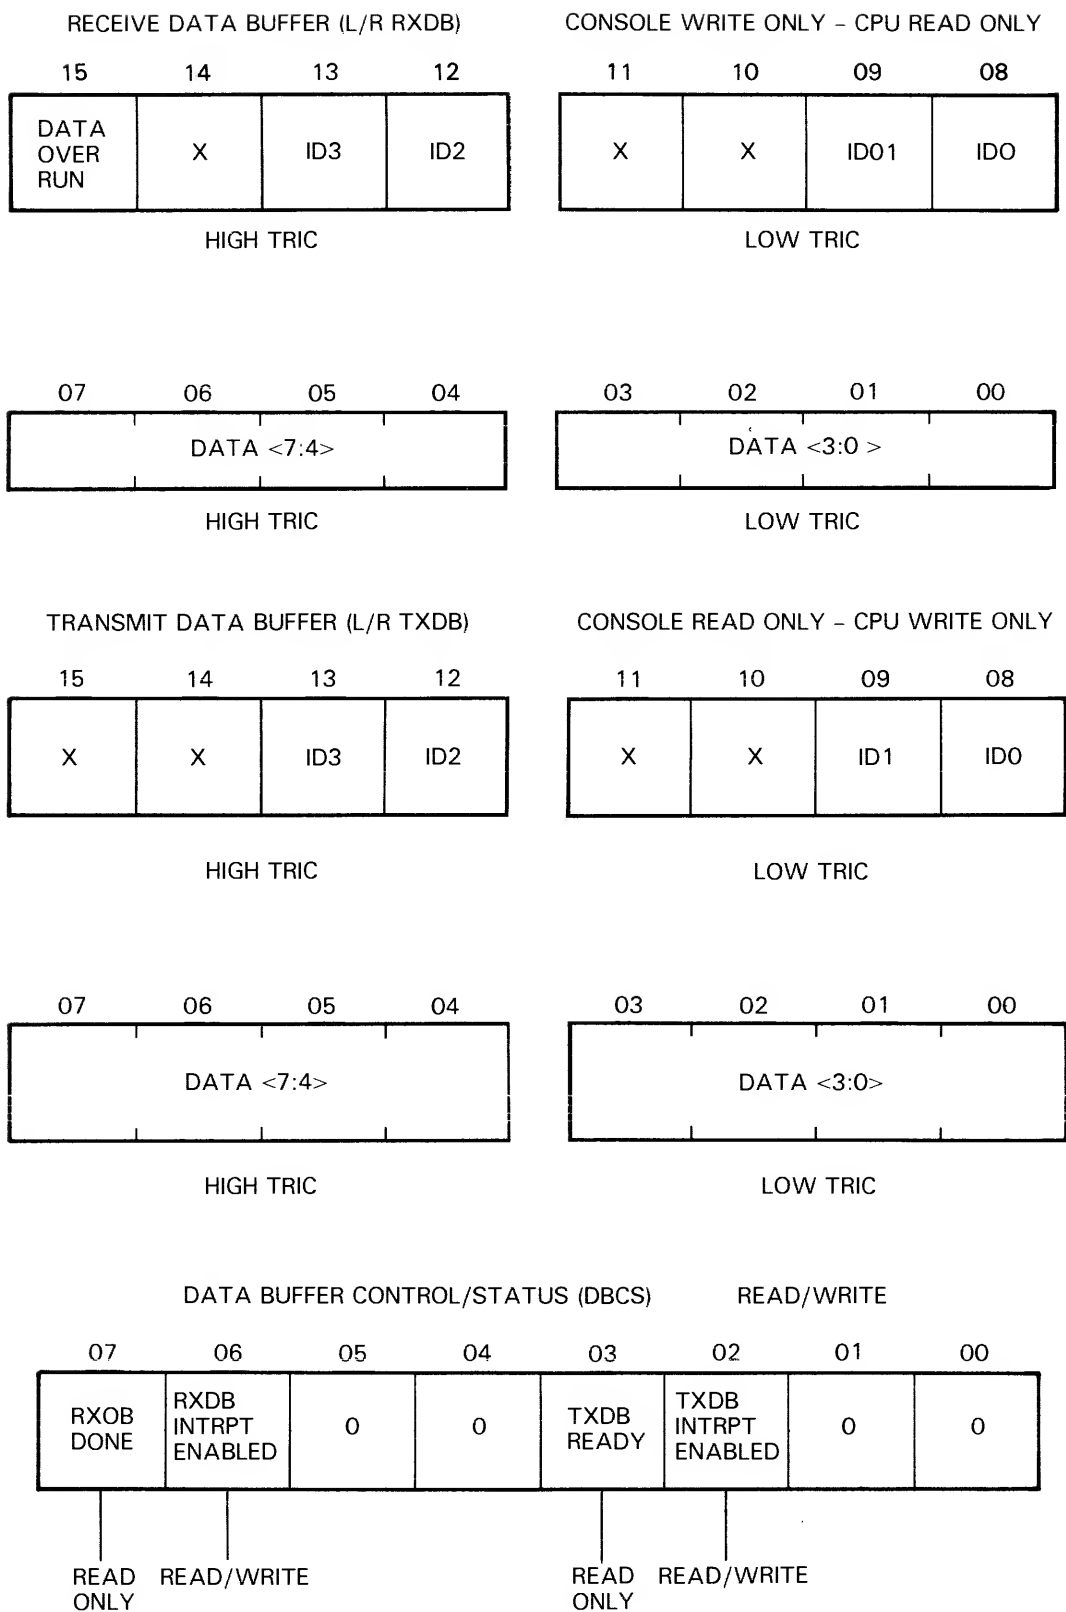 RECEIVE DATA BUFFER (L/R RXDB) CONSOLE WRITE ONLY – CPU READ ONLY
15 14 13 12 11 10 09 08
DATA
OVER
RUN
X ID3 ID2 X X ID01 ID0
HIGH TRIC LOW TRIC
07 06 05 04 03 02 01 00
DATA <7:4> DATA <3:0 >
HIGH TRIC LOW TRIC
TRANSMIT DATA BUFFER (L/R TXDB) CONSOLE READ ONLY – CPU WRITE ONLY
15 14 13 12 11 10 09 08
X X ID3 ID2 X X ID1 ID0
HIGH TRIC LOW TRIC
07 06 05 04 03 02 01 00
DATA <7:4> DATA <3:0>
HIGH TRIC LOW TRIC
DATA BUFFER CONTROL/STATUS (DBCS) READ/WRITE
07 06 05 04 03 02 01 00
RXOB
DONE
RXDB
INTRPT
ENABLED
0 0
TXDB
READY
TXDB
INTRPT
ENABLED
0 0
READ
ONLY
READ/WRITE
READ
ONLY
READ/WRITE